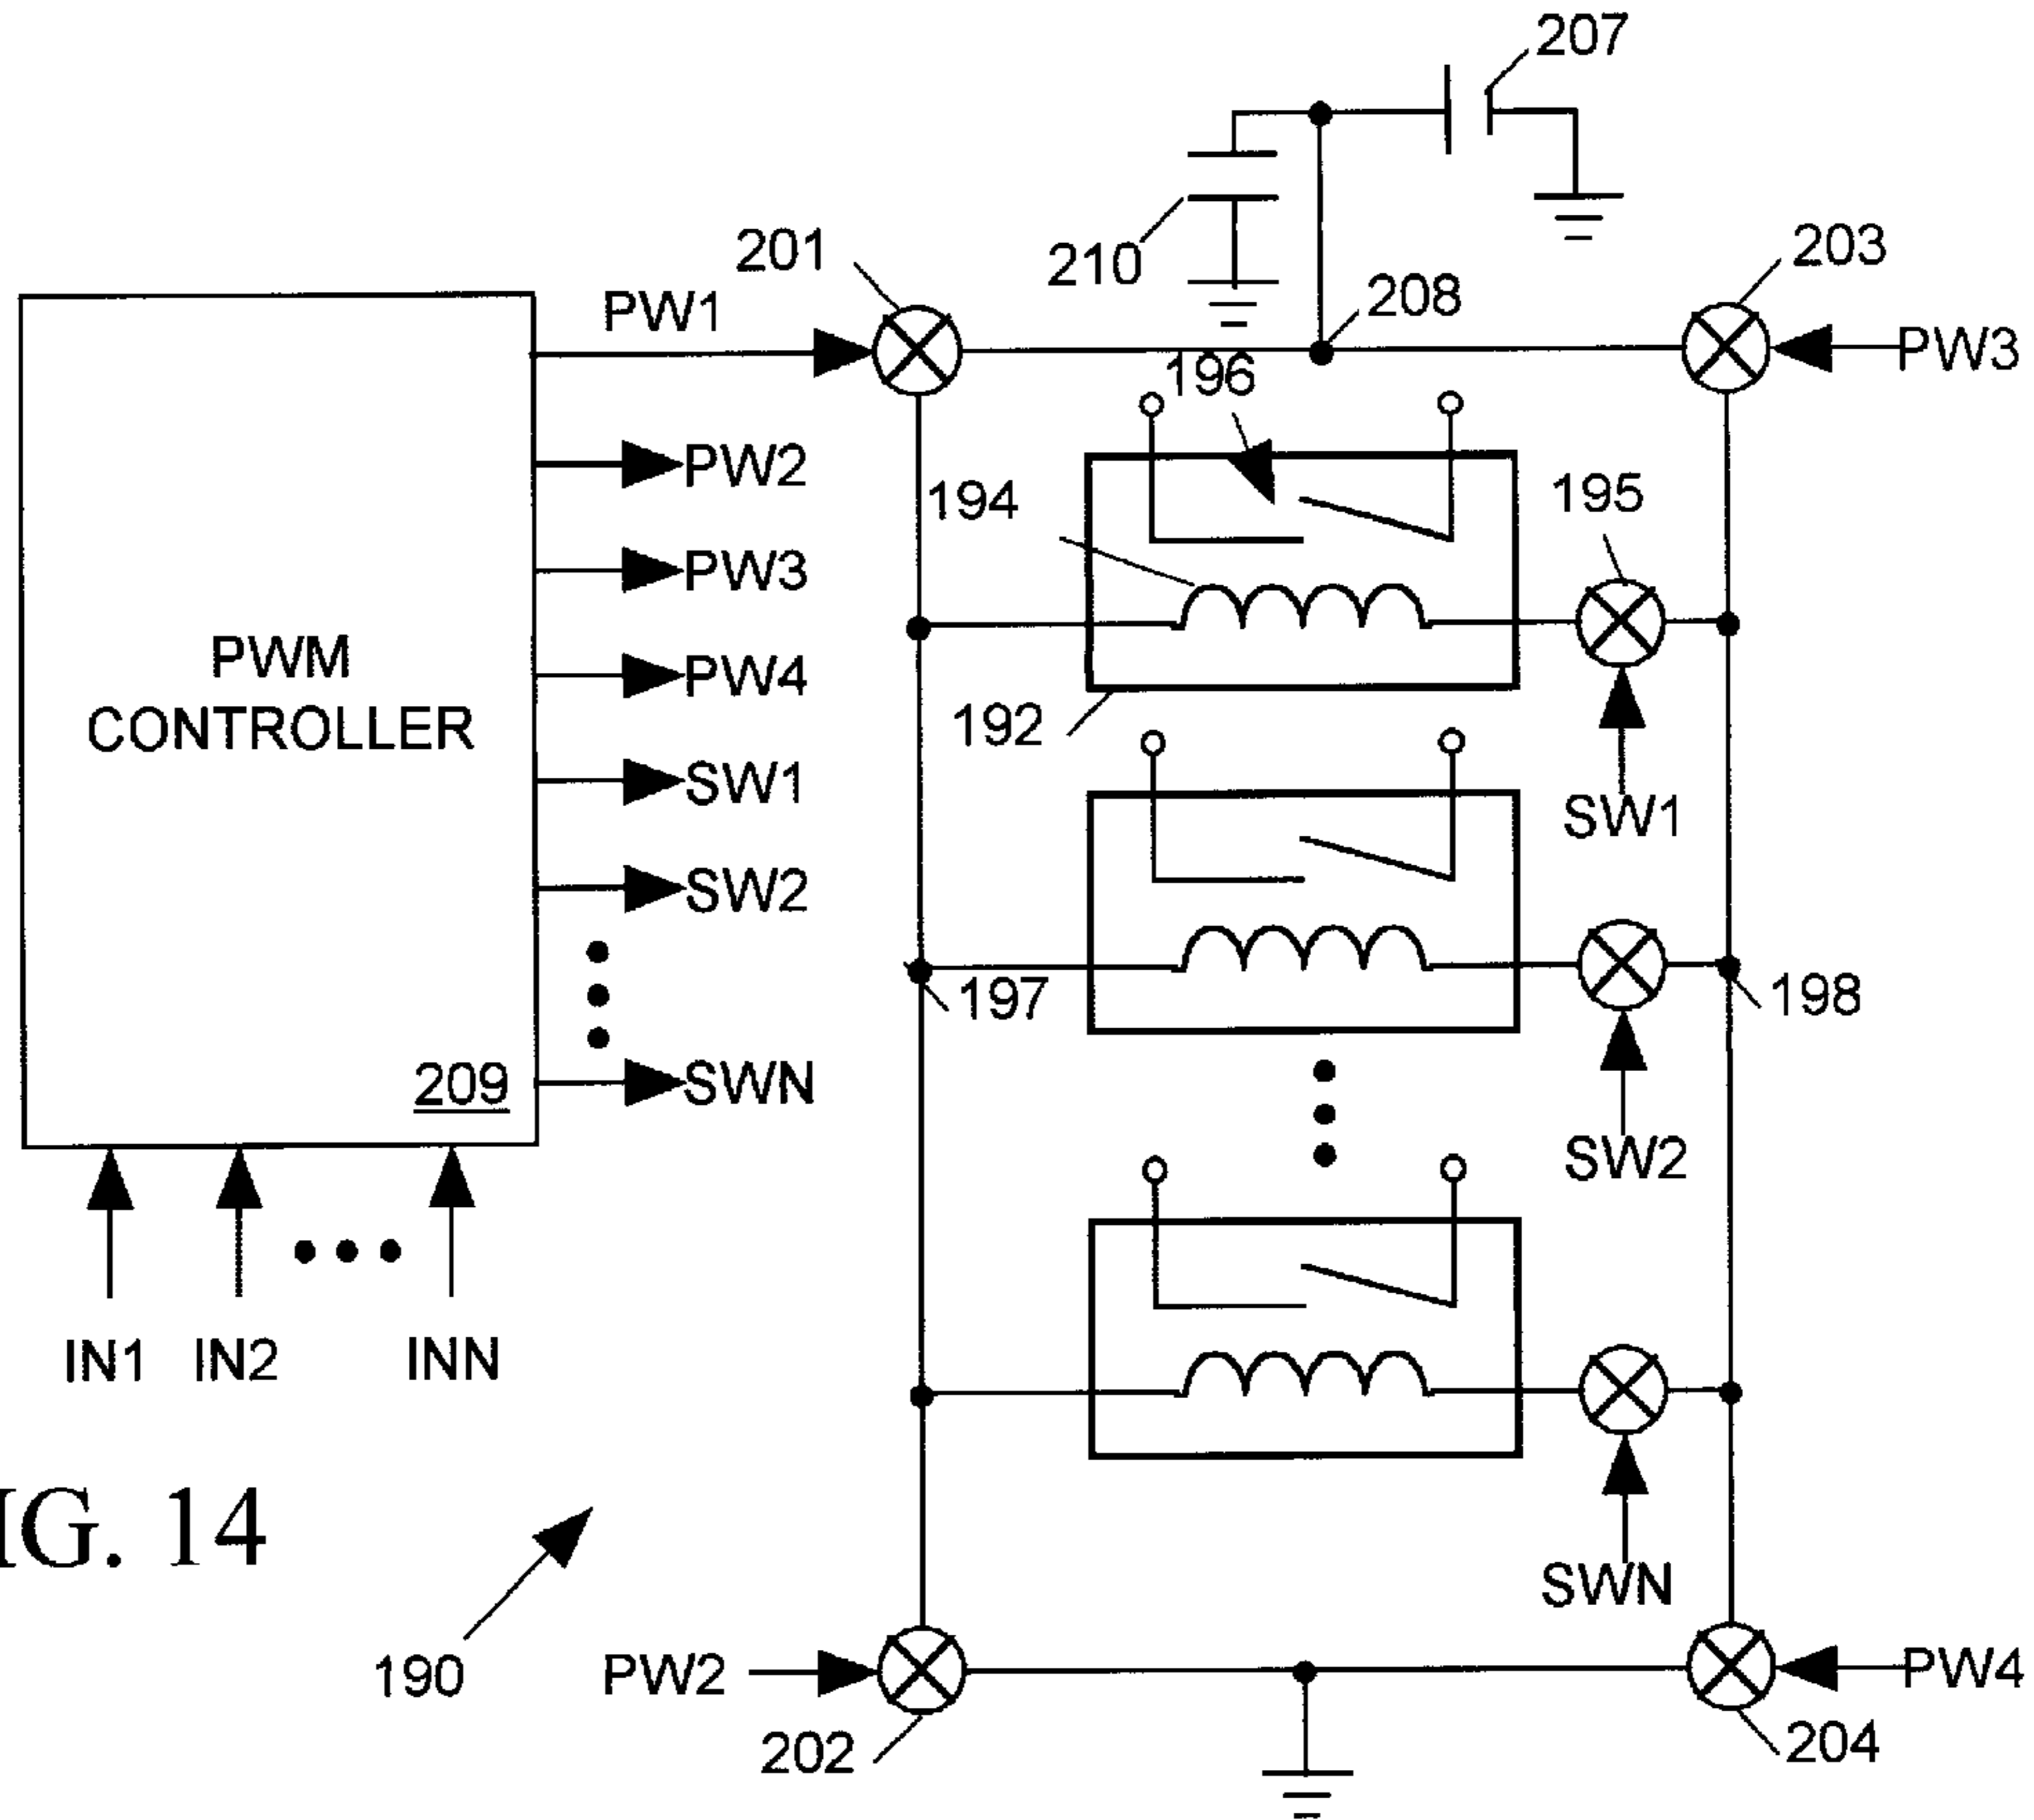 207
201
210
203
PW1
208
PW3
196
PW2
194
195
PW3
PWM
CONTROLLER
PW4
192
SW1
SW1
SW2
197
198
209
SWN
SW2
IN1 IN2 INN
IG. 14
SWN
190
PW2
PW4
202
204